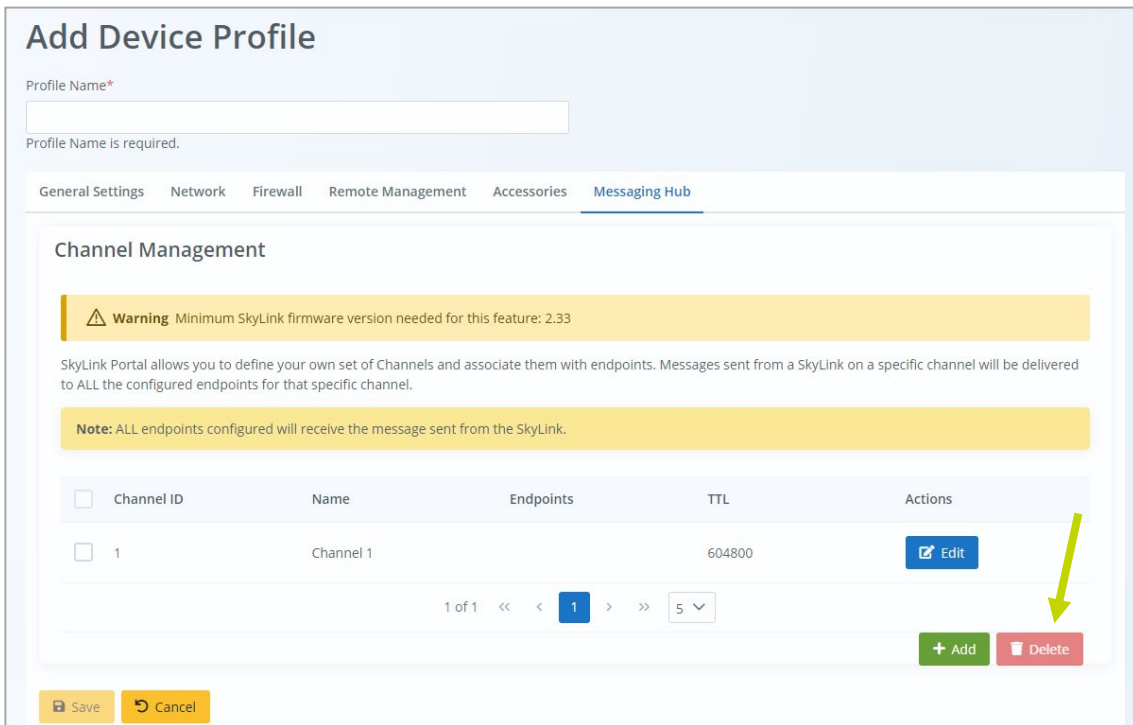 Add Device Profile
Profile Name*
Profile Name is required.
General Settings Network Firewall Remote Management Accessories Messaging Hub
Channel Management
Warning Minimum SkyLink firmware version needed for this feature: 2.33
SkyLink Portal allows you to define your own set of Channels and associate them with endpoints. Messages sent from a SkyLink on a specific channel will be delivered
to ALL the configured endpoints for that specific channel.
Note: ALL endpoints configured will receive the message sent from the SkyLink.
Channel ID Name Endpoints TTL Actions
1 Channel 1 604800 Edit
1 of 1 << < 1 > >> 5
+ Add Delete
Save Cancel